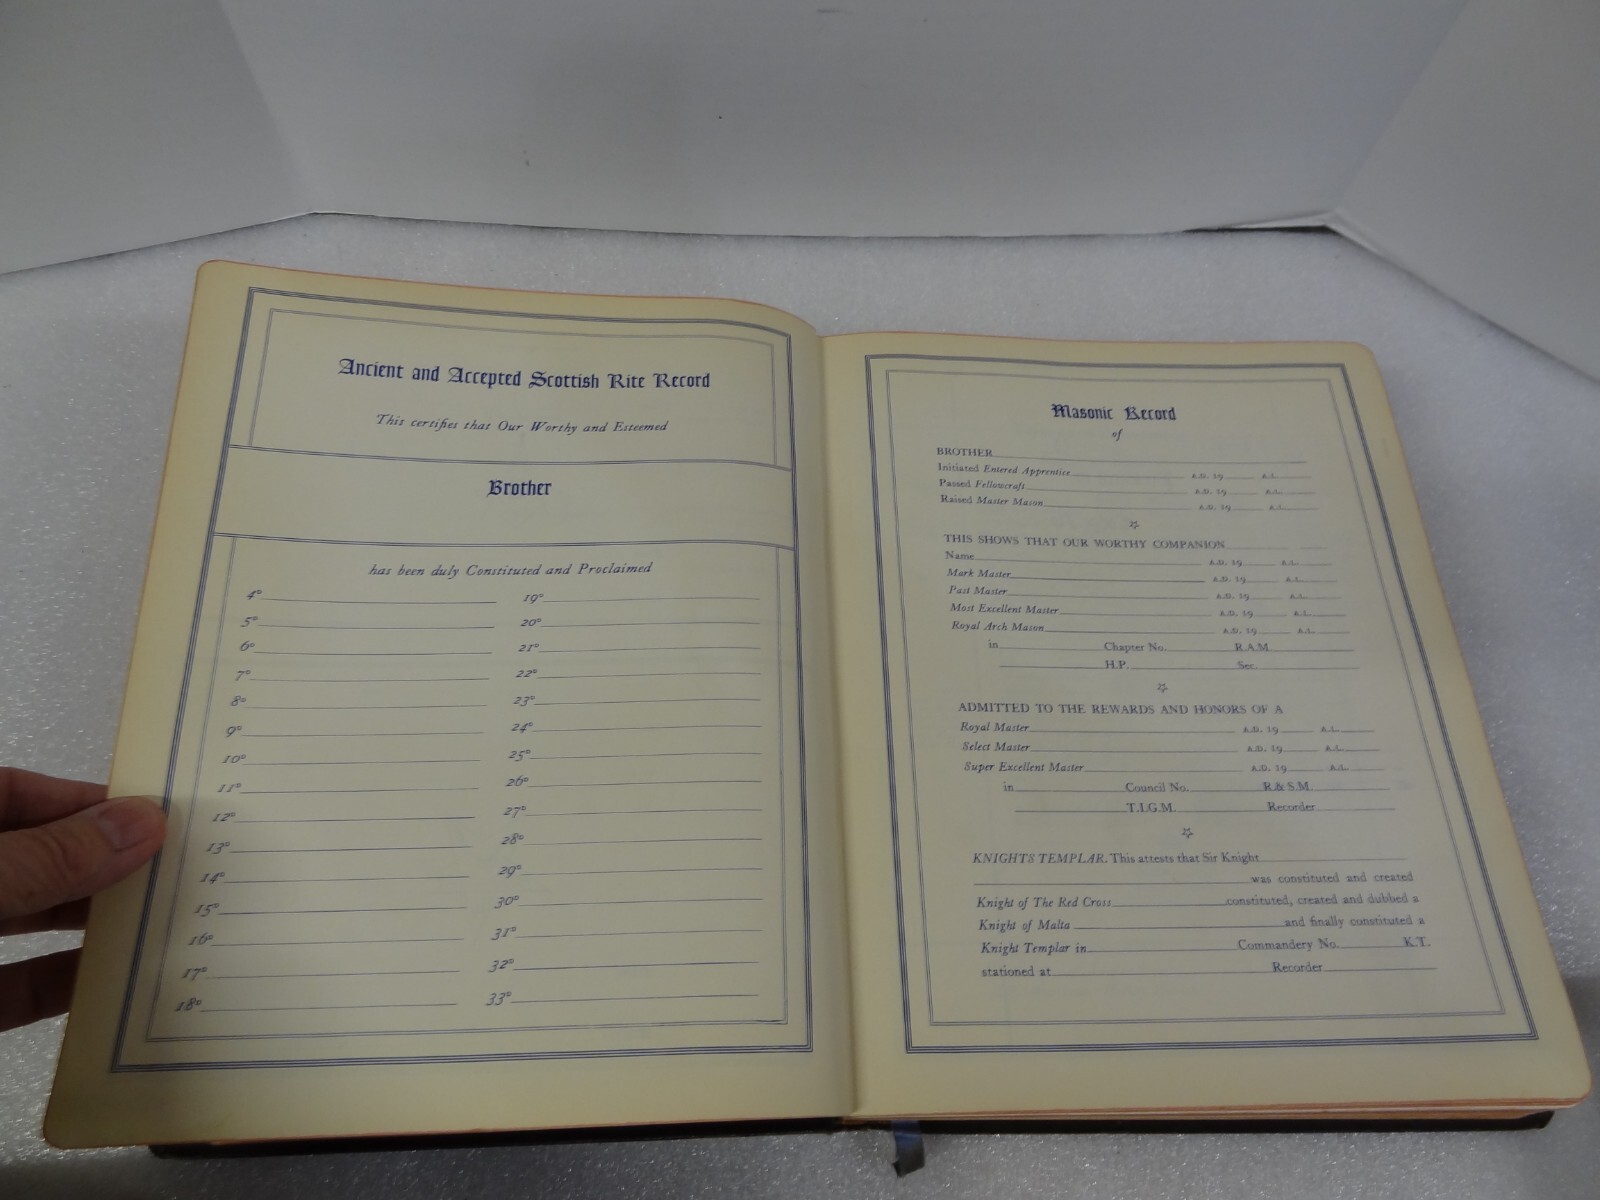 Ancient and Accepted Scottish Rite Record
This certifies that Our Worthy and Esteemed
Brother
has been duly Constituted and Proclaimed
4°
5°
6°
7°
8°
9°
10°
11°
12°
13°
14°
15°
16°
17°
18°
19°
20°
21°
22°
23°
24°
25°
26°
27°
28°
29°
30°
31°
32°
33°
Masonic Record
of
BROTHER
Initiated Entered Apprentice A.D. 19 A.L.
Passed Fellowcraft A.D. 19 A.L.
Raised Master Mason A.D. 19 A.L.
THIS SHOWS THAT OUR WORTHY COMPANION
Name A.D. 19 A.L.
Mark Master A.D. 19 A.L.
Past Master A.D. 19 A.L.
Most Excellent Master A.D. 19 A.L.
Royal Arch Mason A.D. 19 A.L.
in Chapter No. R.A.M.
H.P. Sec.
ADMITTED TO THE REWARDS AND HONORS OF A
Royal Master A.D. 19 A.L.
Select Master A.D. 19 A.L.
Super Excellent Master A.D. 19 A.L.
in Council No. R.& S.M.
T.I.G.M. Recorder
KNIGHTS TEMPLAR. This attests that Sir Knight
was constituted and created
Knight of The Red Cross constituted, created and dubbed a
Knight of Malta and finally constituted a
Knight Templar in Commandery No. K.T.
stationed at Recorder